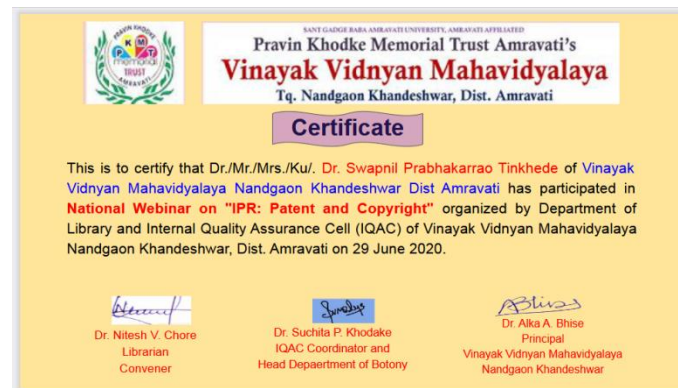 SANT GADGE BABA AMRAVATI UNIVERSITY, AMRAVATI AFFILIATED
Pravin Khodke Memorial Trust Amravati's
Vinayak Vidnyan Mahavidyalaya
Tq. Nandgaon Khandeshwar, Dist. Amravati
P K M T
memorial
TRUST
AMRAVATI
Certificate
This is to certify that Dr./Mr./Mrs./Ku/. Dr. Swapnil Prabhakarrao Tinkhede of Vinayak
Vidnyan Mahavidyalaya Nandgaon Khandeshwar Dist Amravati has participated in
National Webinar on "IPR: Patent and Copyright" organized by Department of
Library and Internal Quality Assurance Cell (IQAC) of Vinayak Vidnyan Mahavidyalaya
Nandgaon Khandeshwar, Dist. Amravati on 29 June 2020.
Dr. Nitesh V. Chore
Librarian
Convener
Dr. Suchita P. Khodake
IQAC Coordinator and
Head Depaertment of Botony
Dr. Alka A. Bhise
Principal
Vinayak Vidnyan Mahavidyalaya
Nandgaon Khandeshwar